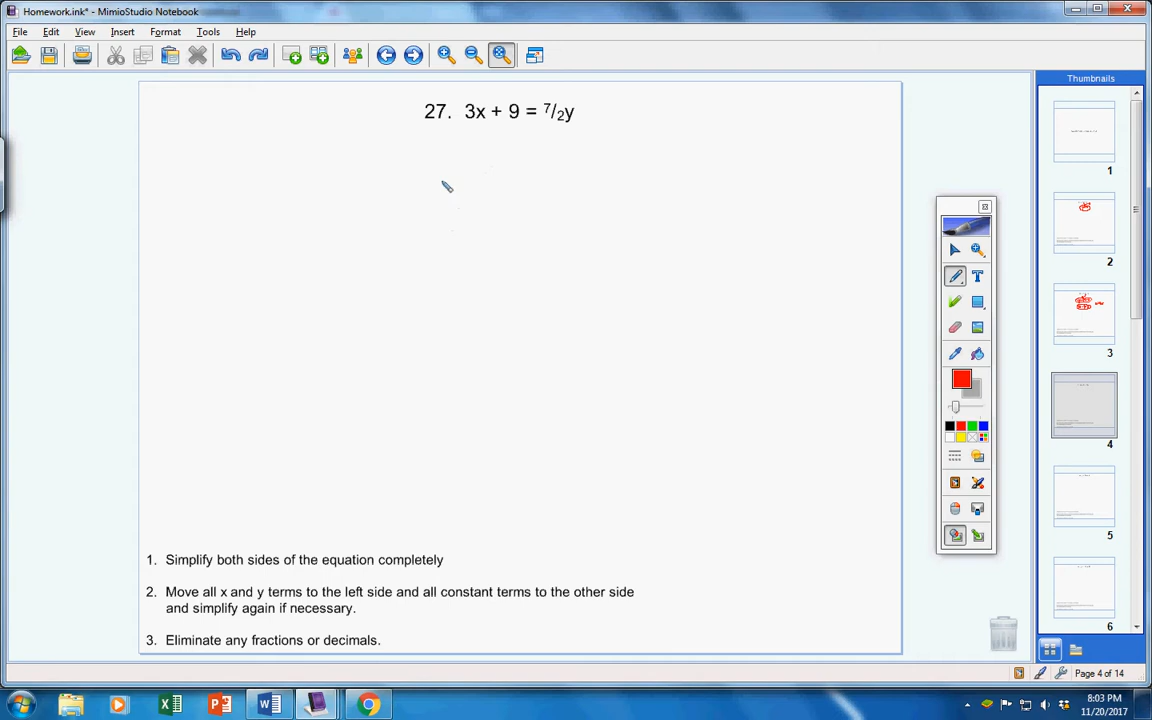 Homework.ink* - MimioStudio Notebook
File Edit View Insert Format Tools Help
Thumbnails
27. 3x + 9 = ⁷/₂y
1
2
3
4
5
6
1. Simplify both sides of the equation completely
2. Move all x and y terms to the left side and all constant terms to the other side
and simplify again if necessary.
3. Eliminate any fractions or decimals.
Page 4 of 14
8:03 PM
11/20/2017